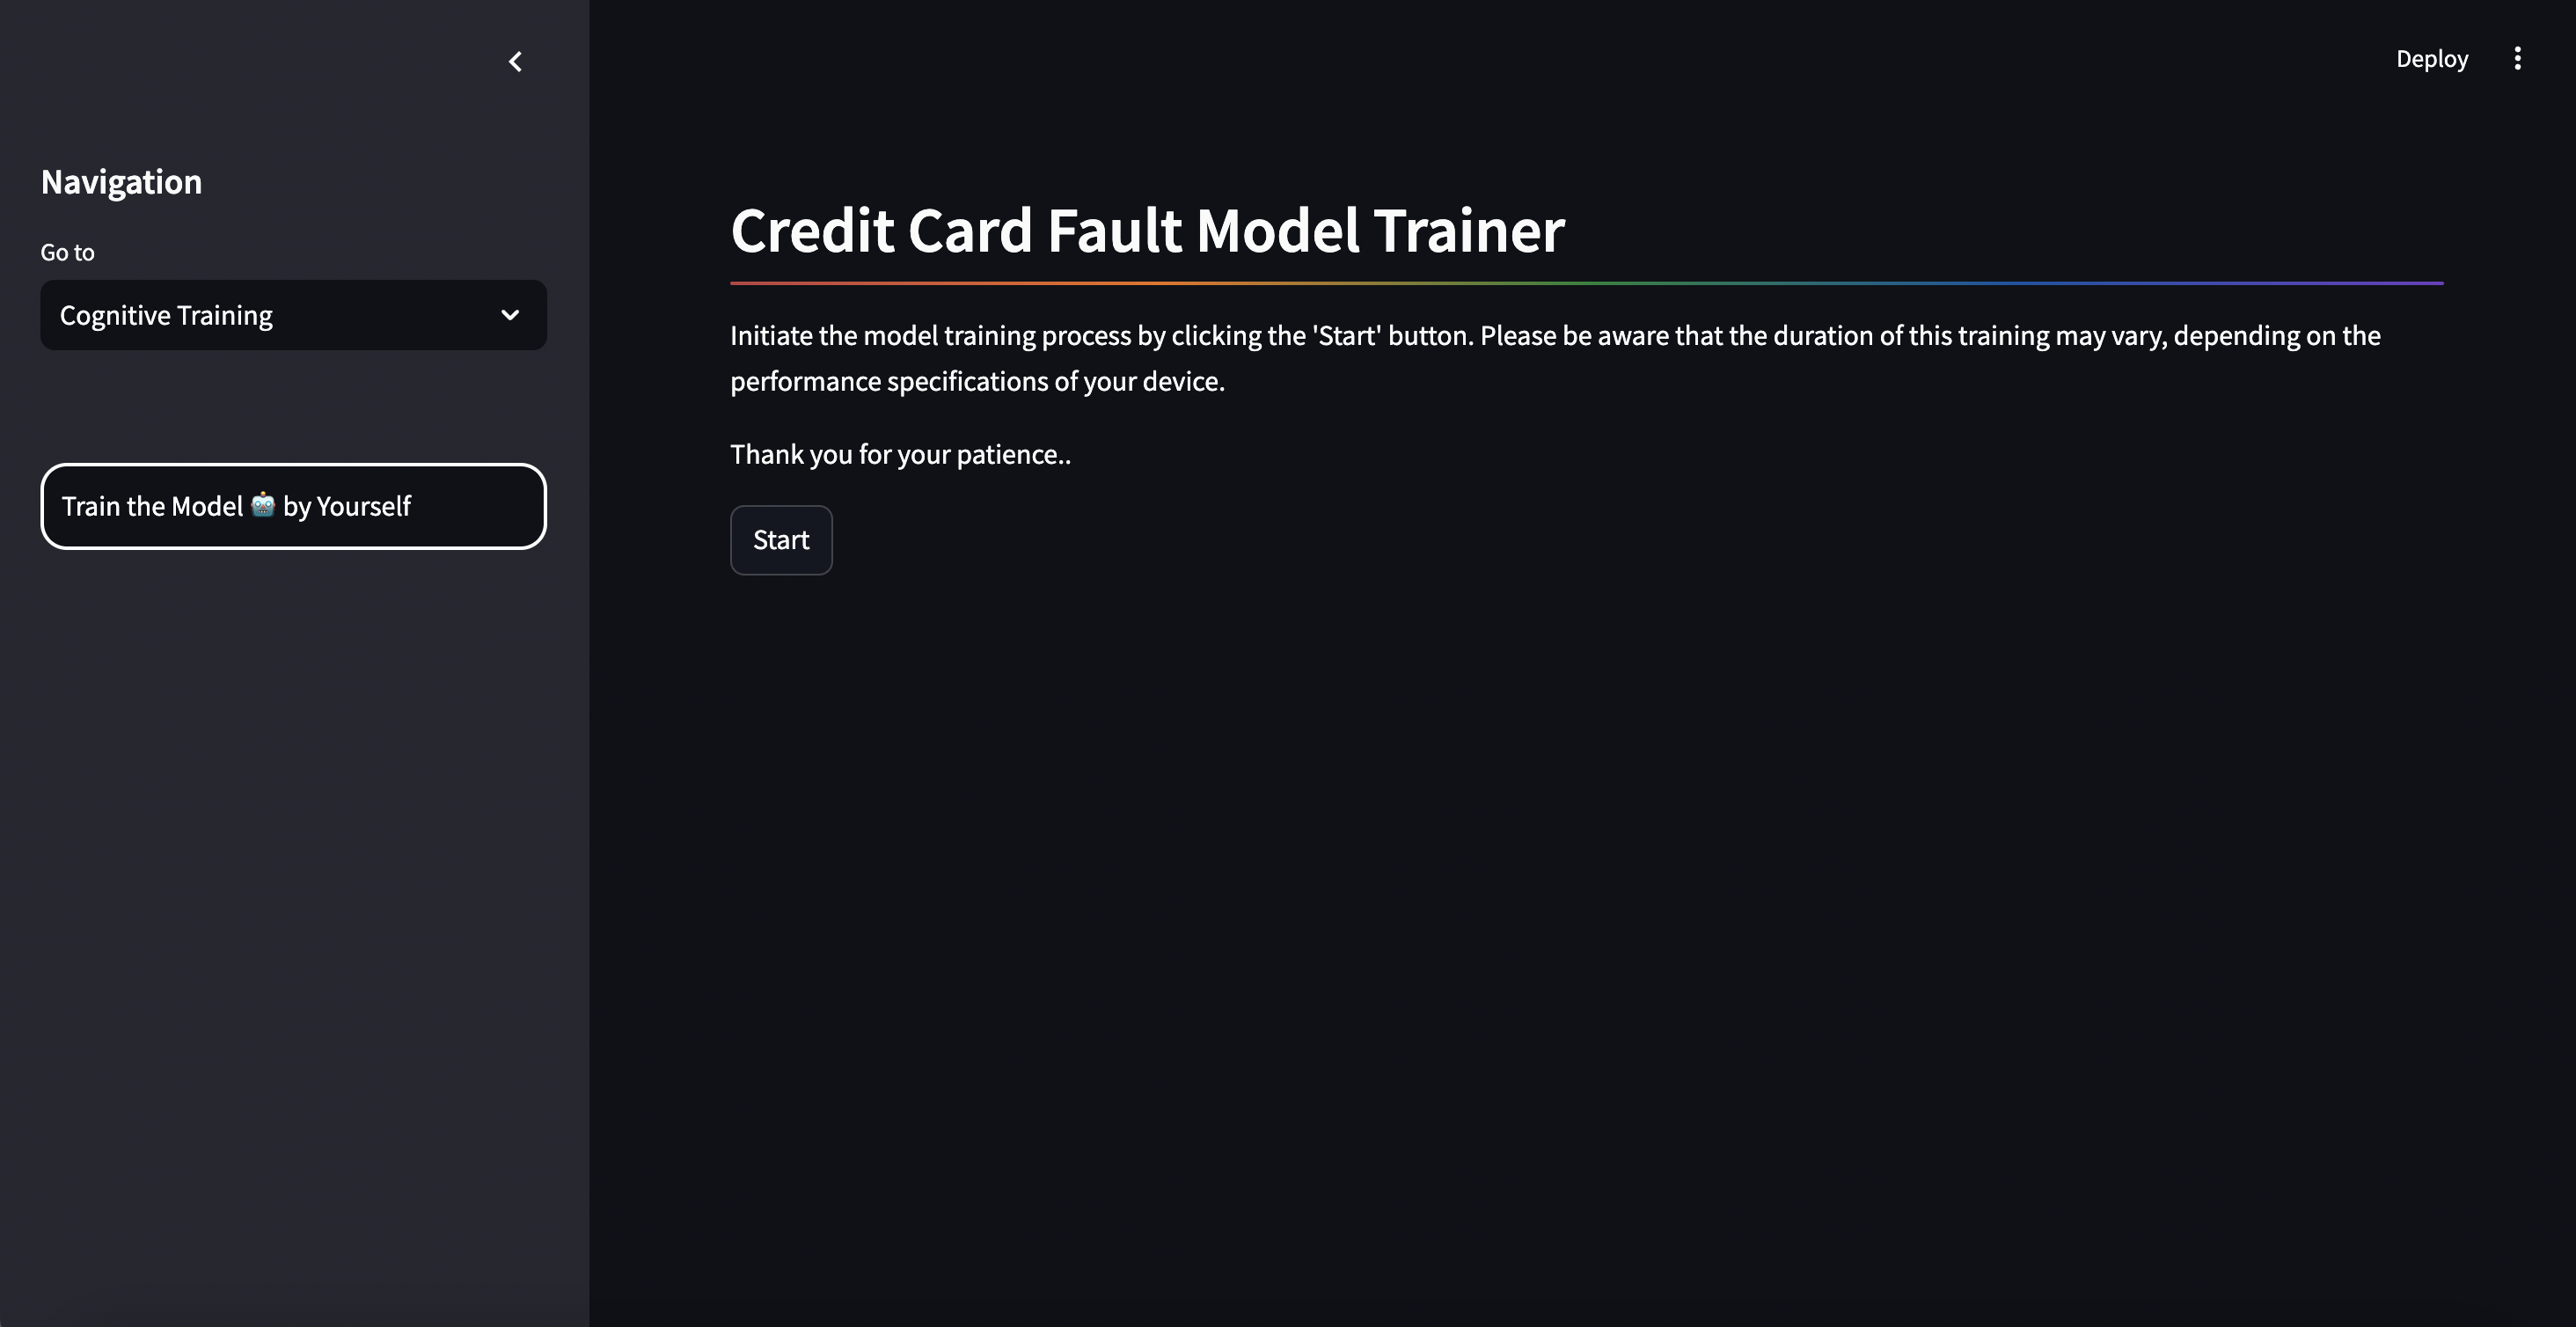 Deploy
Navigation
Go to
Cognitive Training
Train the Model 🤖 by Yourself
Credit Card Fault Model Trainer
Initiate the model training process by clicking the 'Start' button. Please be aware that the duration of this training may vary, depending on the
performance specifications of your device.
Thank you for your patience..
Start